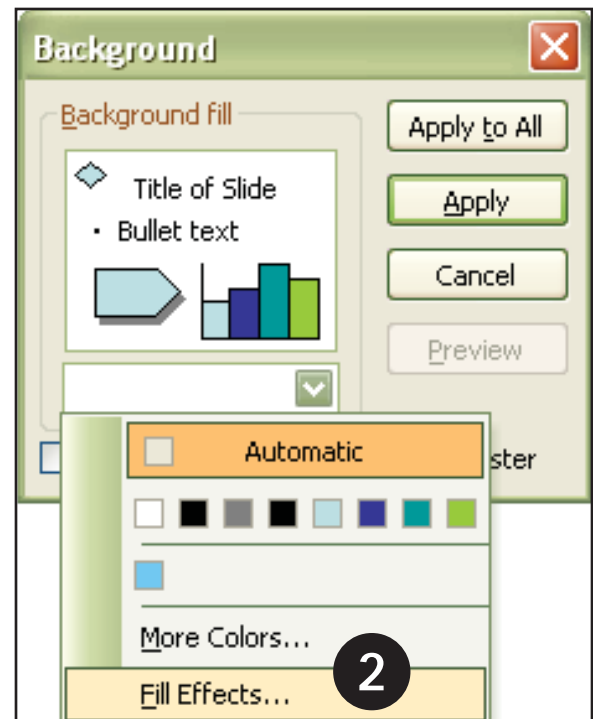 Background
Background fill
Apply to All
Title of Slide
• Bullet text
Apply
Cancel
Preview
Automatic
ster
More Colors...
Fill Effects...
2